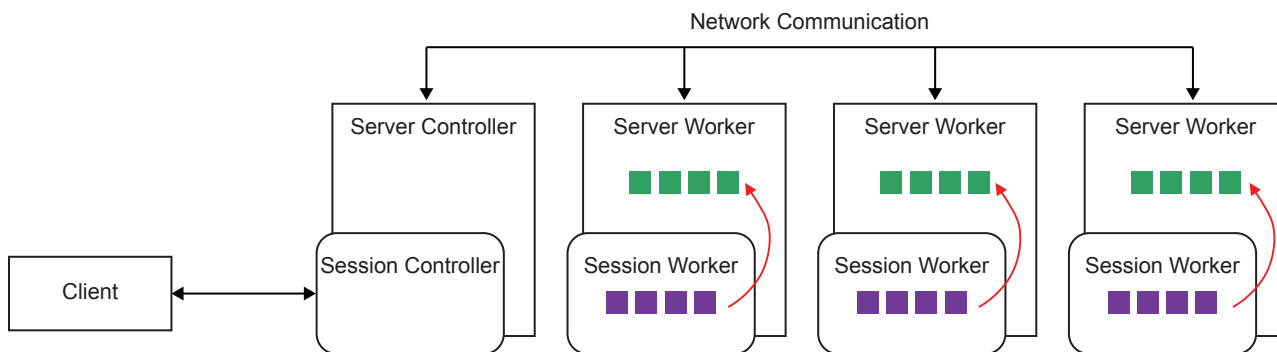 Network Communication
Server Controller
Server Worker
Server Worker
Server Worker
Session Controller
Session Worker
Session Worker
Session Worker
Client